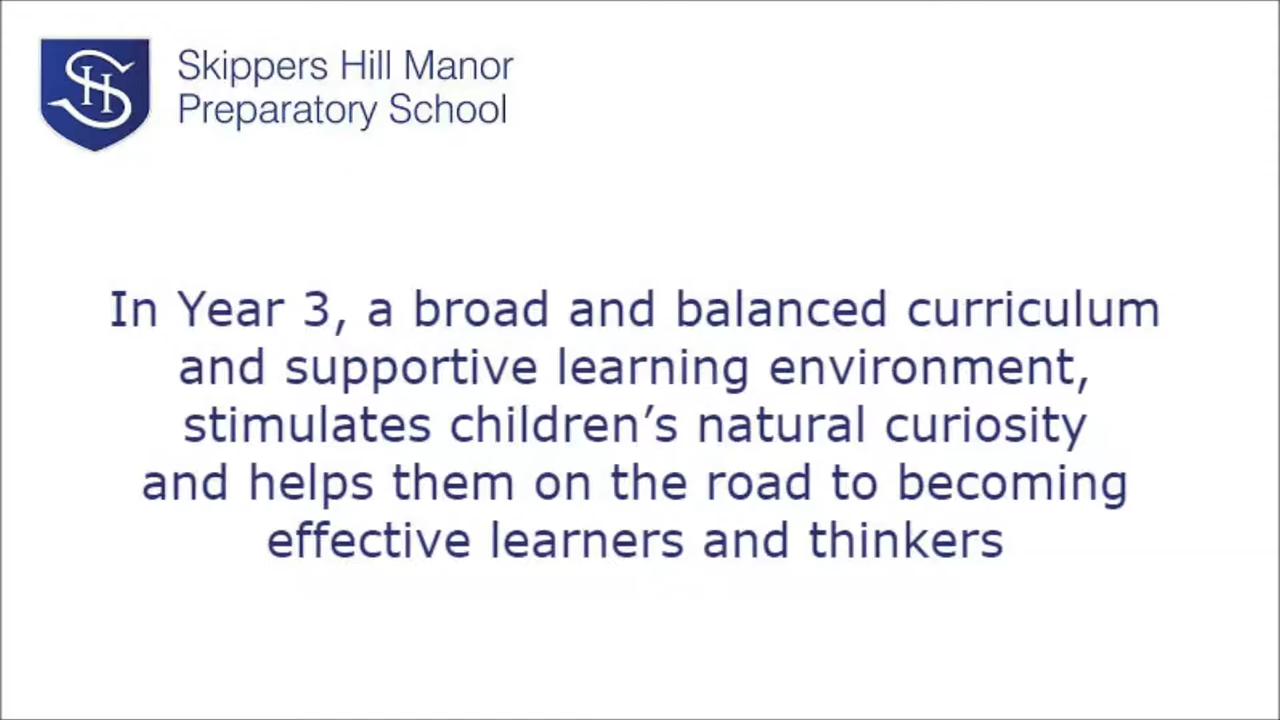 SH
Skippers Hill Manor
Preparatory School
In Year 3, a broad and balanced curriculum
and supportive learning environment,
stimulates children’s natural curiosity
and helps them on the road to becoming
effective learners and thinkers